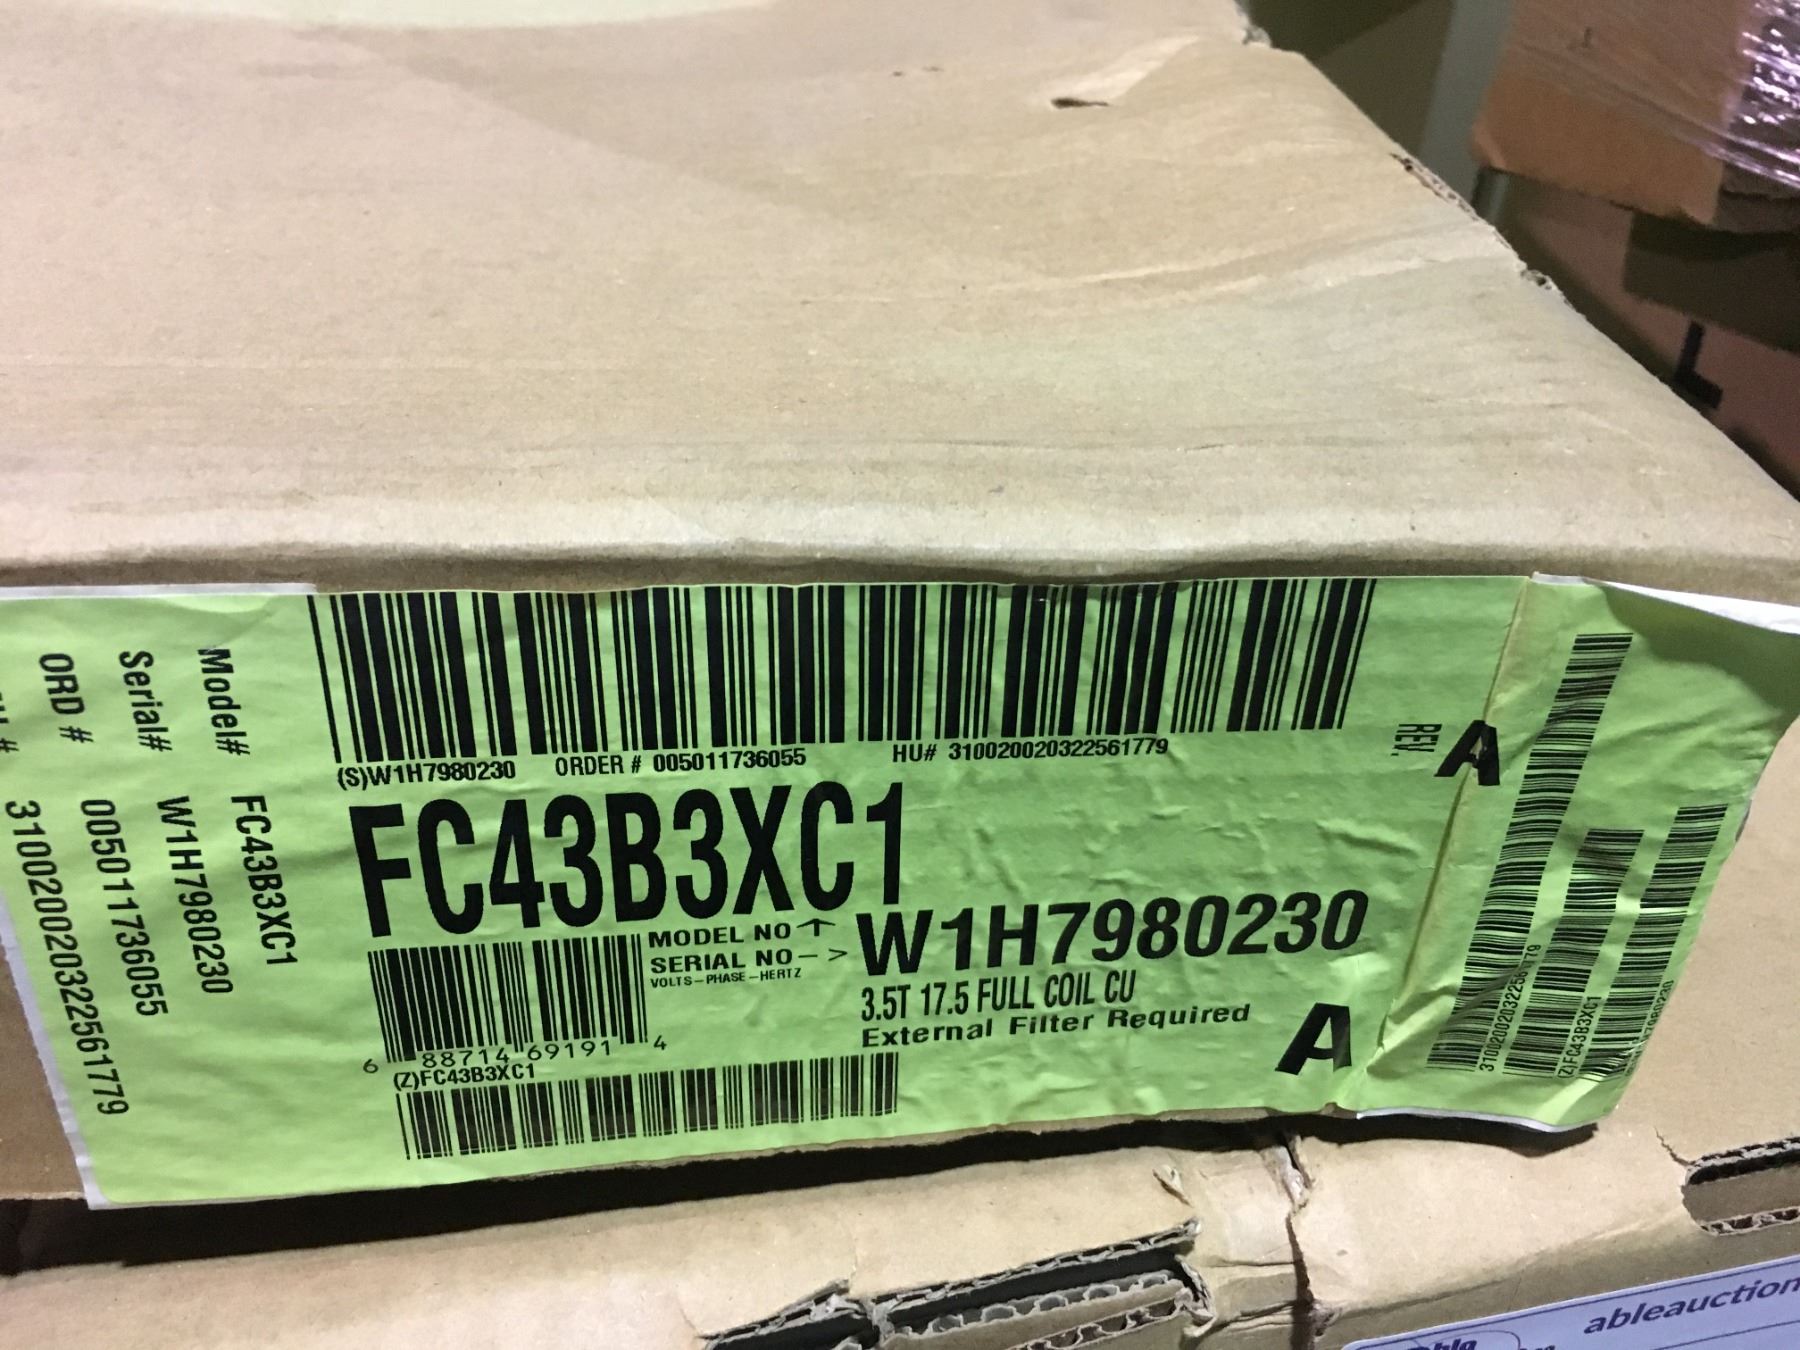 Model# FC43B3XC1
Serial# W1H7980230
ORD # 005011736055
# 310020020322561779
(S)W1H7980230 ORDER # 005011736055 HU# 310020020322561779
REV. A
FC43B3XC1
MODEL NO
SERIAL NO -> W1H7980230
VOLTS-PHASE-HERTZ
3.5T 17.5 FULL COIL CU
External Filter Required
A
6 88714 69191 4
(Z)FC43B3XC1
(Z)FC43B3XC1
ableauction